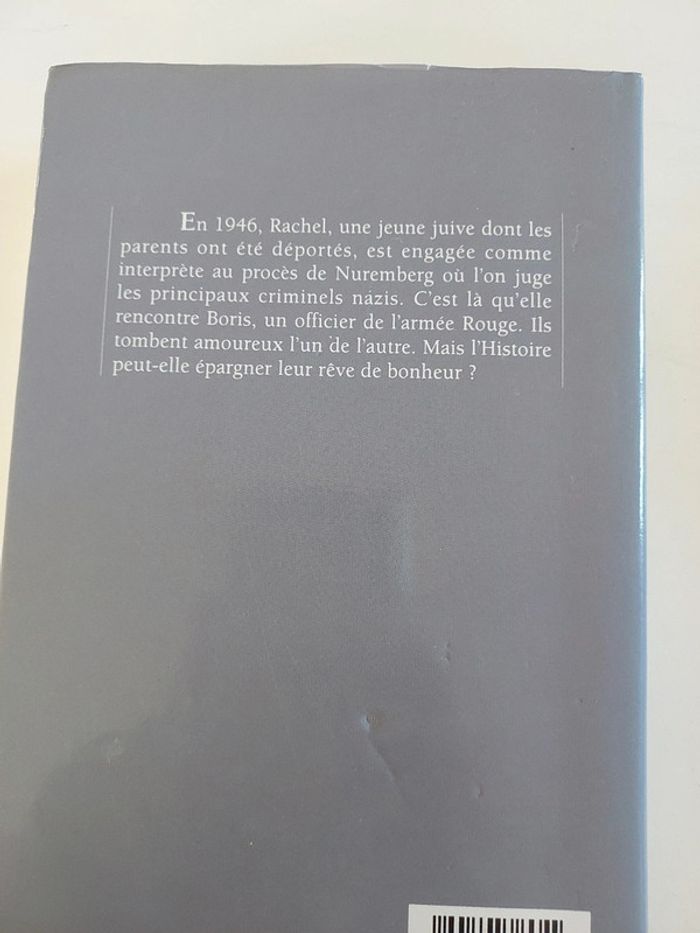 En 1946, Rachel, une jeune juive dont les
parents ont été déportés, est engagée comme
interprète au procès de Nuremberg où l'on juge
les principaux criminels nazis. C'est là qu'elle
rencontre Boris, un officier de l'armée Rouge. Ils
tombent amoureux l'un de l'autre. Mais l'Histoire
peut-elle épargner leur rêve de bonheur ?